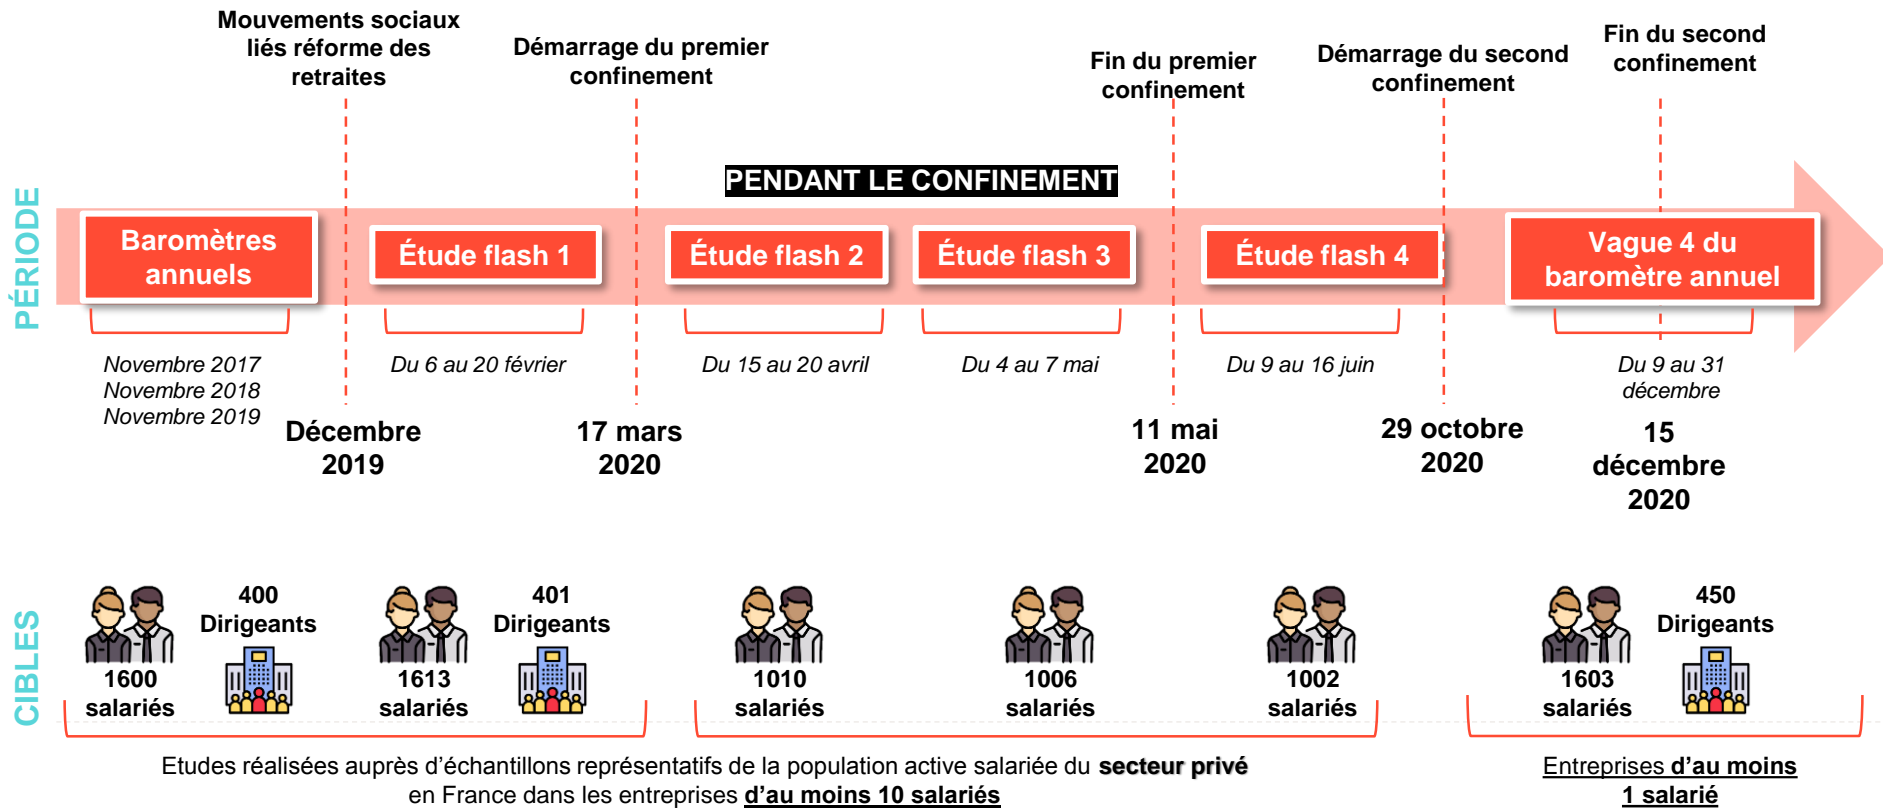 Mouvements sociaux
liés réforme des
retraites
Démarrage du premier
confinement
Fin du premier
confinement
Démarrage du second
confinement
Fin du second
confinement
PENDANT LE CONFINEMENT
PÉRIODE
Baromètres
annuels
Étude flash 1
Étude flash 2
Étude flash 3
Étude flash 4
Vague 4 du
baromètre annuel
Novembre 2017
Novembre 2018
Novembre 2019
Du 6 au 20 février
Du 15 au 20 avril
Du 4 au 7 mai
Du 9 au 16 juin
Du 9 au 31
décembre
Décembre
2019
17 mars
2020
11 mai
2020
29 octobre
2020
15
décembre
2020
CIBLES
1600
salariés
400
Dirigeants
1613
salariés
401
Dirigeants
1010
salariés
1006
salariés
1002
salariés
1603
salariés
450
Dirigeants
Etudes réalisées auprès d'échantillons représentatifs de la population active salariée du secteur privé
en France dans les entreprises d'au moins 10 salariés
Entreprises d'au moins
1 salarié